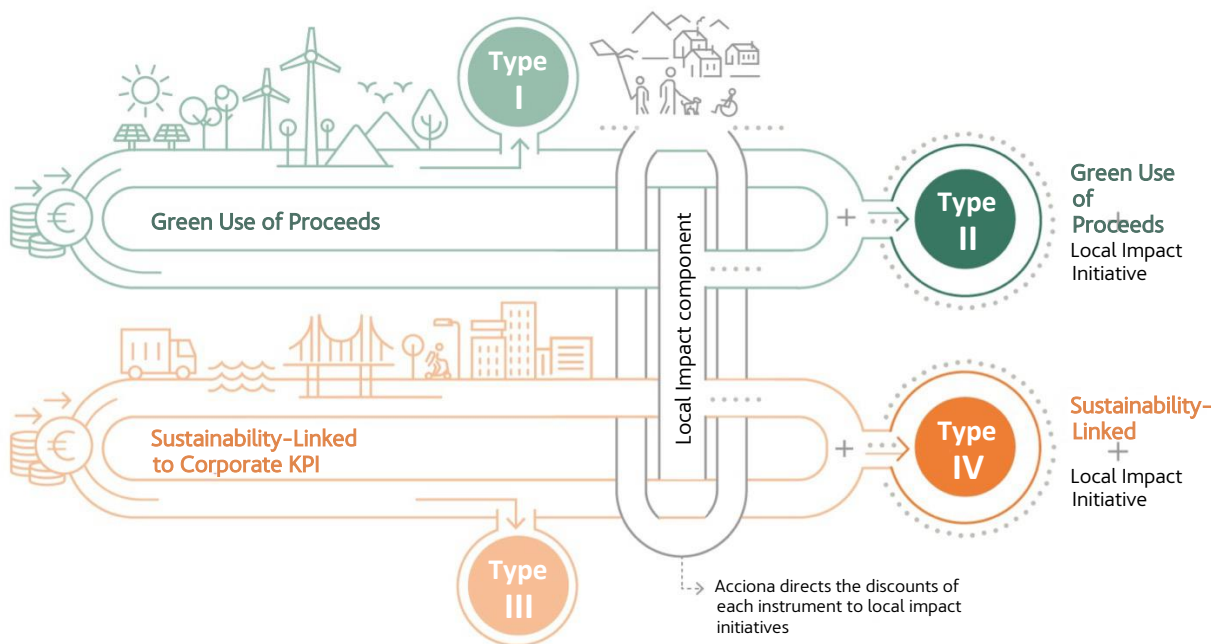 Type
I
Green Use of Proceeds
€
Local Impact component
+
Type
II
Green Use
of
Proceeds
+
Local Impact
Initiative
Sustainability-Linked
to Corporate KPI
€
+
Type
IV
Sustainability-
Linked
+
Local Impact
Initiative
Type
III
Acciona directs the discounts of
each instrument to local impact
initiatives